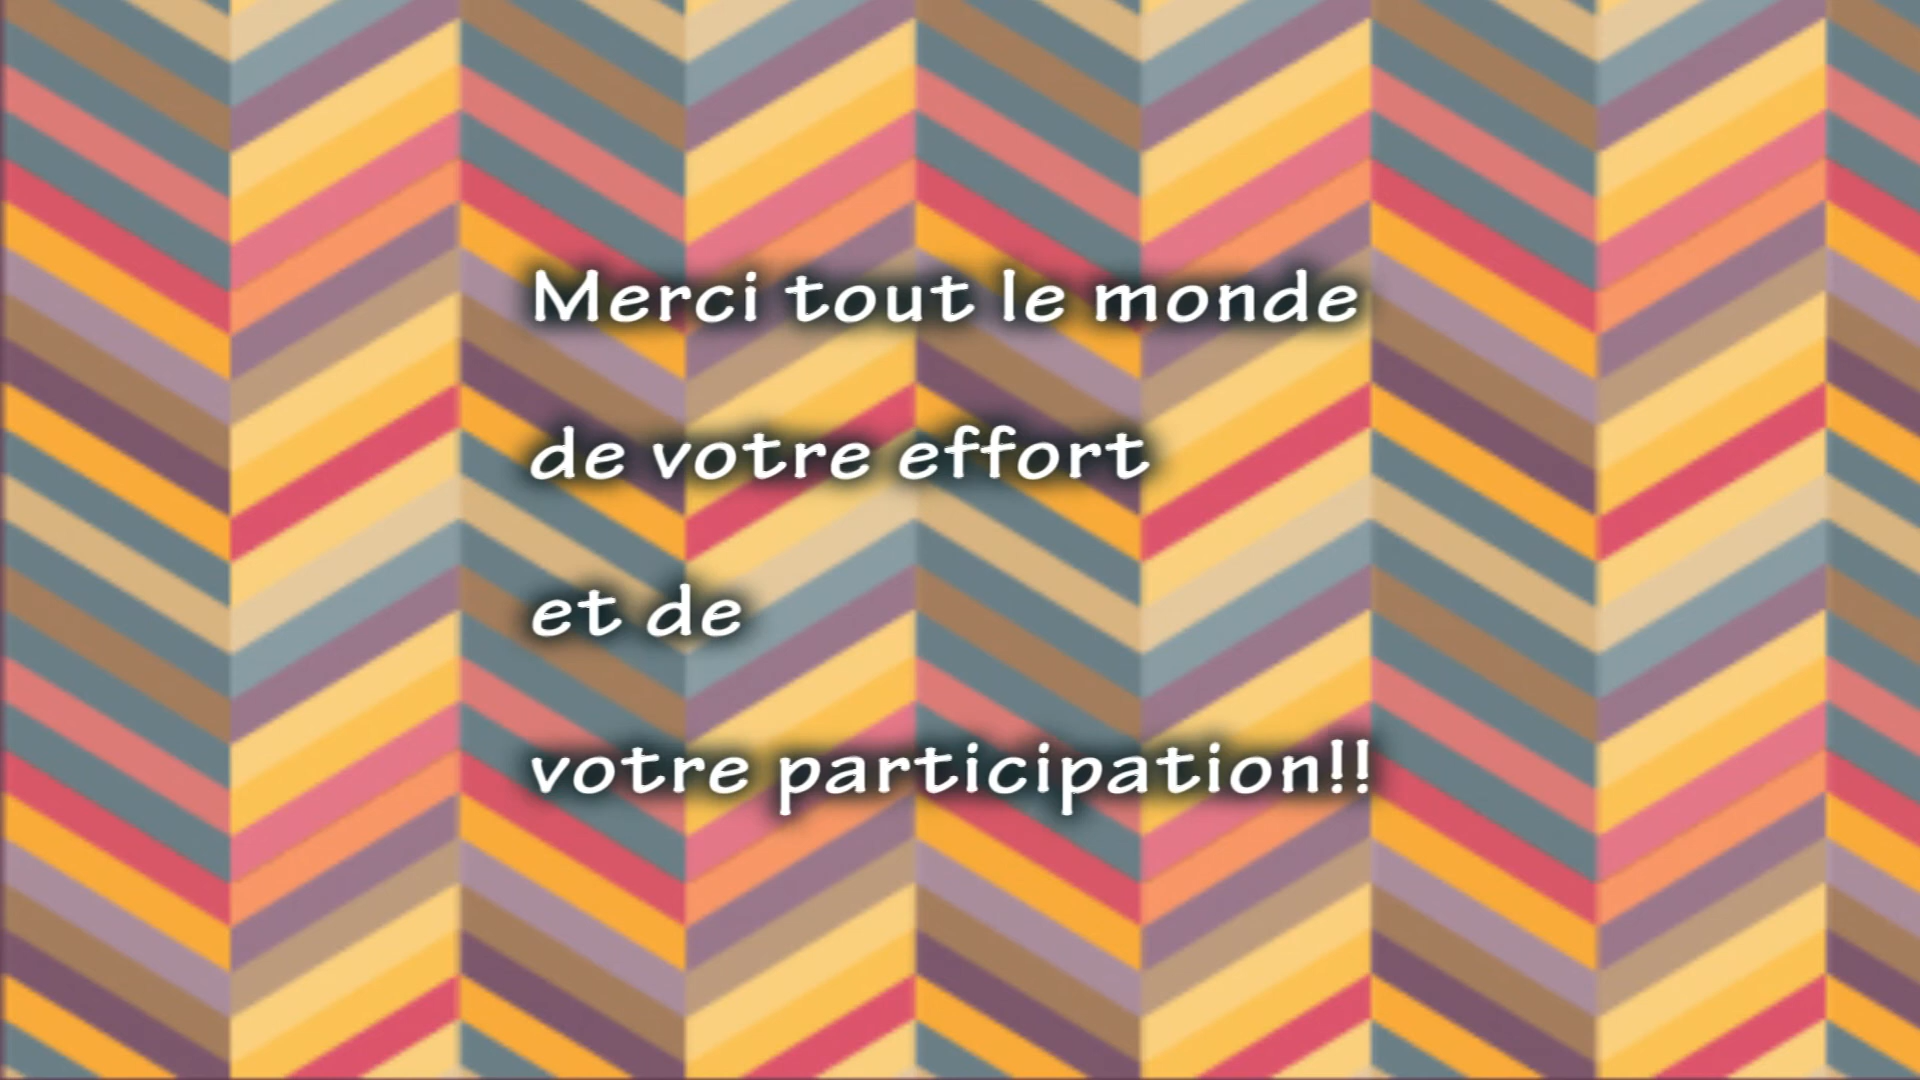 Merci tout le monde
de votre effort
et de
votre participation!!